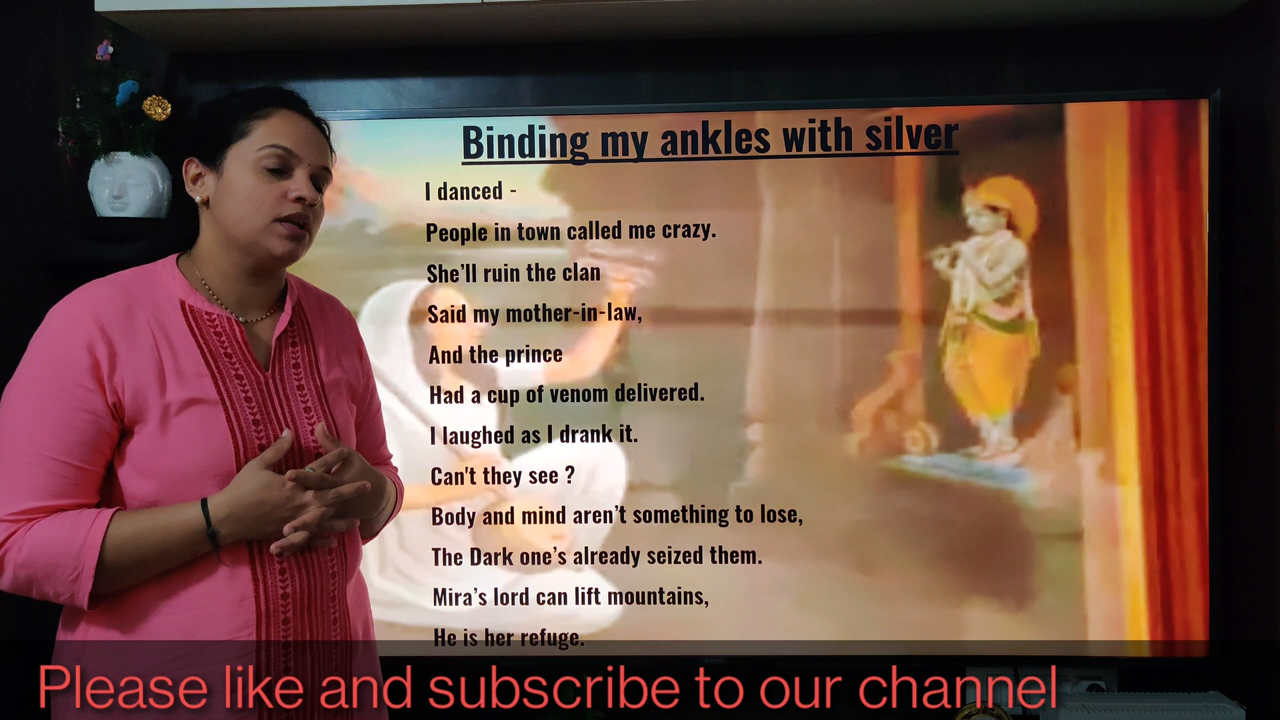 Binding my ankles with silver
I danced -
People in town called me crazy.
She’ll ruin the clan
Said my mother-in-law,
And the prince
Had a cup of venom delivered.
I laughed as I drank it.
Can't they see ?
Body and mind aren’t something to lose,
The Dark one’s already seized them.
Mira’s lord can lift mountains,
He is her refuge.
Please like and subscribe to our channel